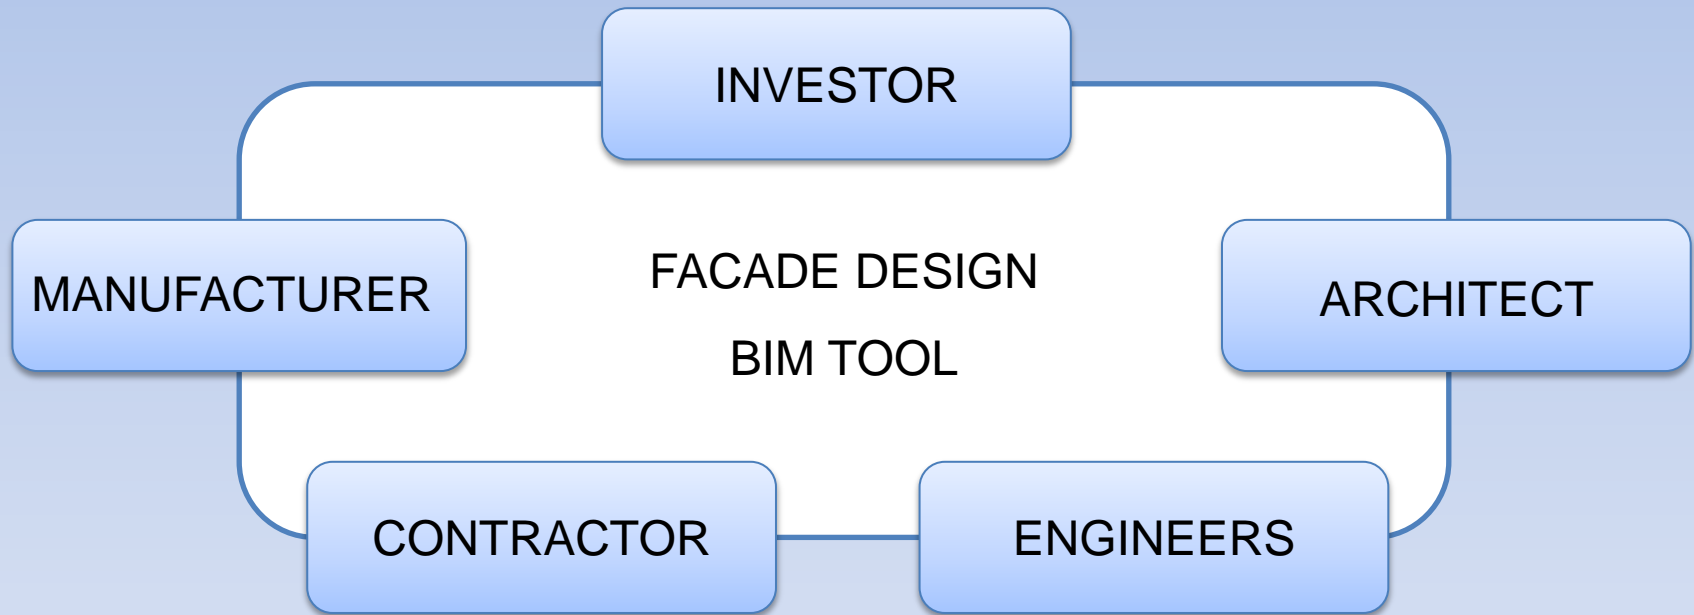 INVESTOR
MANUFACTURER
FACADE DESIGN
BIM TOOL
ARCHITECT
CONTRACTOR
ENGINEERS